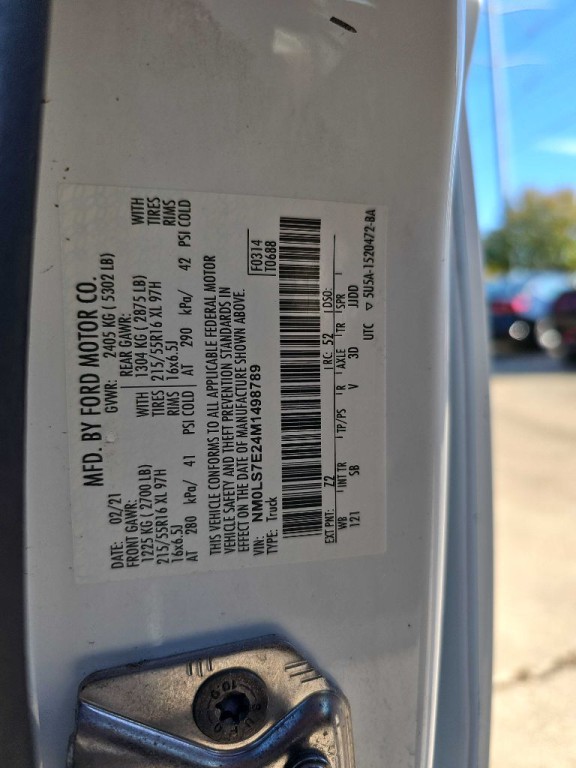 MFD. BY FORD MOTOR CO.
DATE: 02/21 GVWR: 2405 KG ( 5302 LB)
FRONT GAWR: REAR GAWR:
1225 KG ( 2700 LB) WITH 1304 KG ( 2875 LB) WITH
215/55R16 XL 97H TIRES 215/55R16 XL 97H TIRES
16x6.5J RIMS 16x6.5J RIMS
AT 280 kPa/ 41 PSI COLD AT 290 kPa/ 42 PSI COLD
THIS VEHICLE CONFORMS TO ALL APPLICABLE FEDERAL MOTOR
VEHICLE SAFETY AND THEFT PREVENTION STANDARDS IN
EFFECT ON THE DATE OF MANUFACTURE SHOWN ABOVE.
VIN: NM0LS7E24M1498789 F0314
TYPE: Truck T0688
EXT PNT: Z2 RC: 52 DSO:
WB INT TR TP/PS R AXLE TR SPR
121 SB V 3D JJDD
UTC ▽ 5U5A-1520472-BA